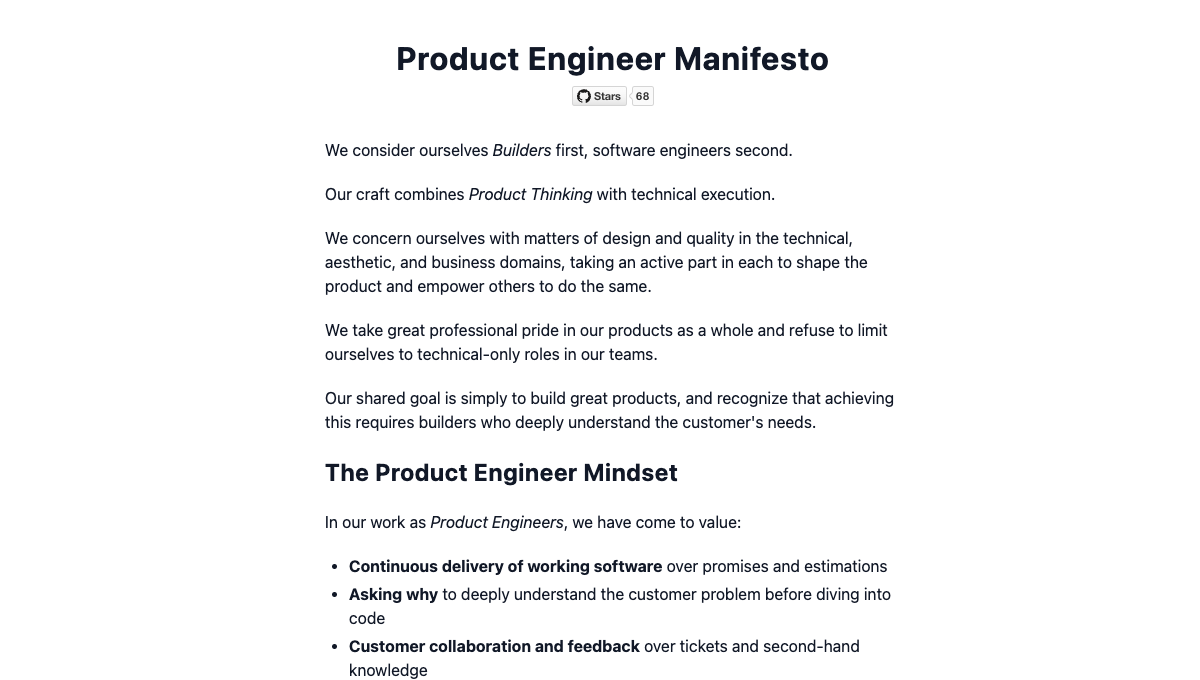 Product Engineer Manifesto
Stars 68
We consider ourselves Builders first, software engineers second.
Our craft combines Product Thinking with technical execution.
We concern ourselves with matters of design and quality in the technical,
aesthetic, and business domains, taking an active part in each to shape the
product and empower others to do the same.
We take great professional pride in our products as a whole and refuse to limit
ourselves to technical-only roles in our teams.
Our shared goal is simply to build great products, and recognize that achieving
this requires builders who deeply understand the customer's needs.
The Product Engineer Mindset
In our work as Product Engineers, we have come to value:
• Continuous delivery of working software over promises and estimations
• Asking why to deeply understand the customer problem before diving into
code
• Customer collaboration and feedback over tickets and second-hand
knowledge